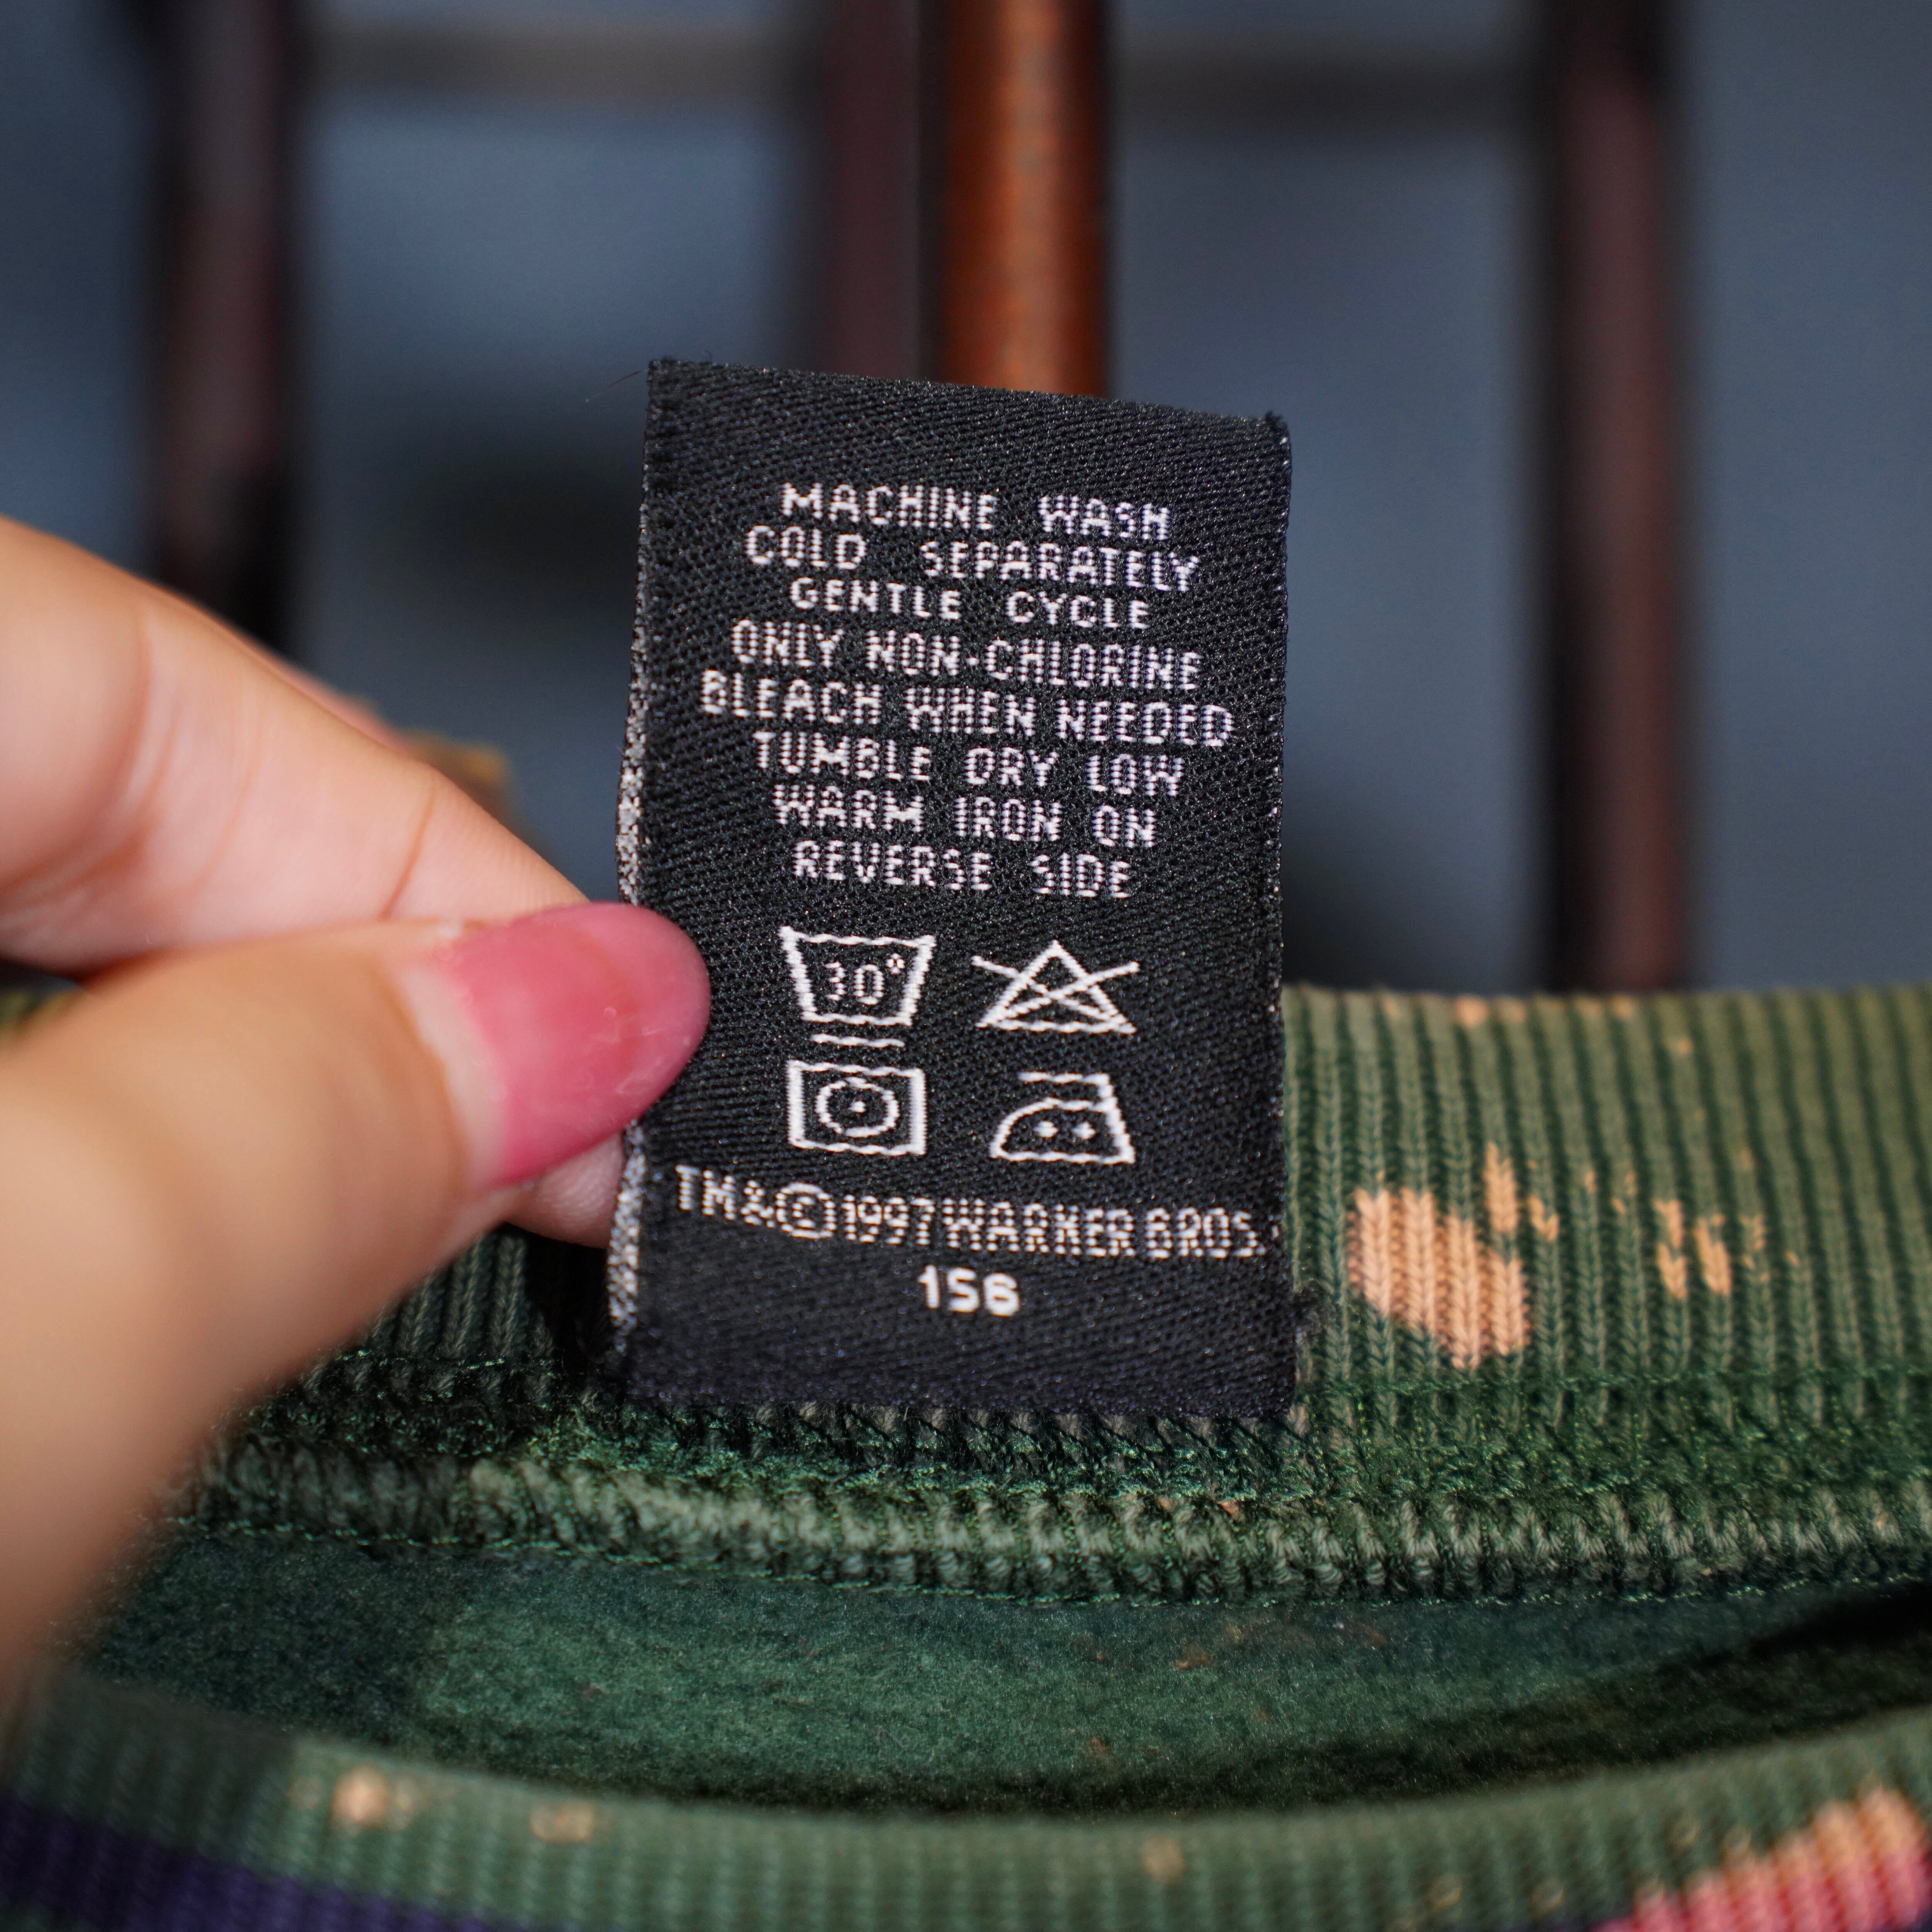 MACHINE WASH
COLD SEPARATELY
GENTLE CYCLE
ONLY NON-CHLORINE
BLEACH WHEN NEEDED
TUMBLE DRY LOW
WARM IRON ON
REVERSE SIDE
30°
TM&©1997 WARNER BROS.
156